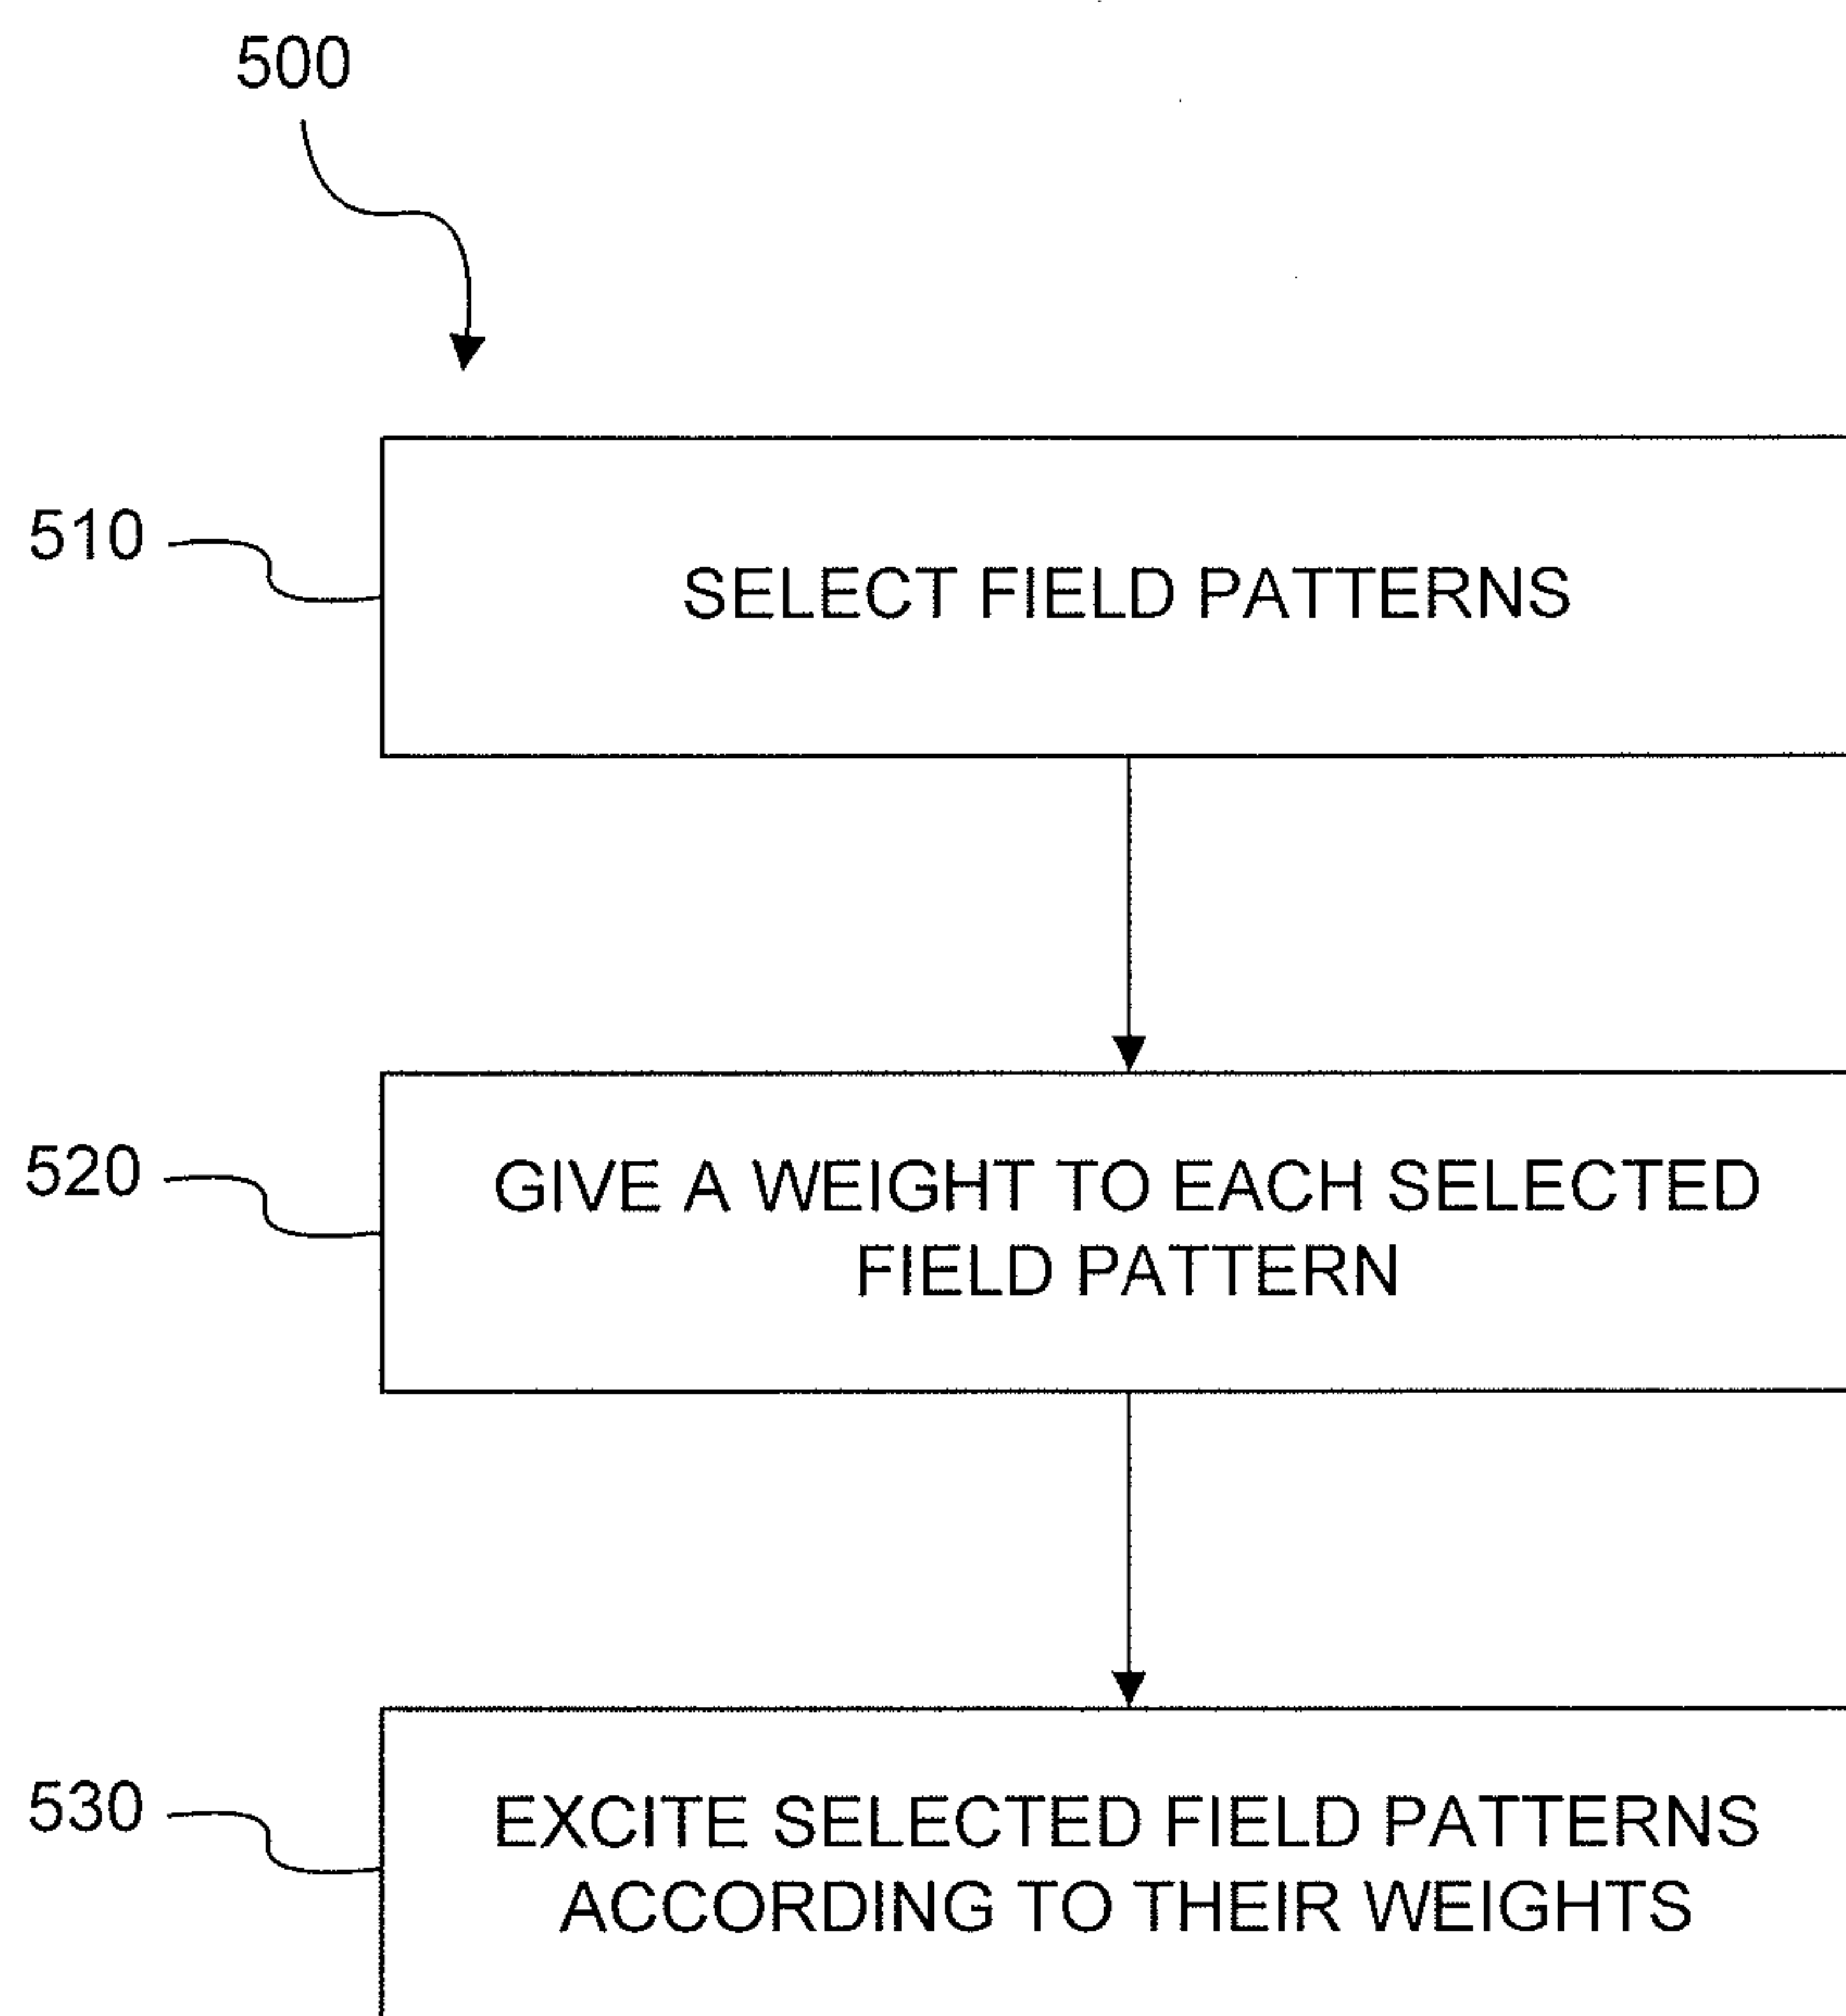 500
510
SELECT FIELD PATTERNS
520
GIVE A WEIGHT TO EACH SELECTED
FIELD PATTERN
530
EXCITE SELECTED FIELD PATTERNS
ACCORDING TO THEIR WEIGHTS